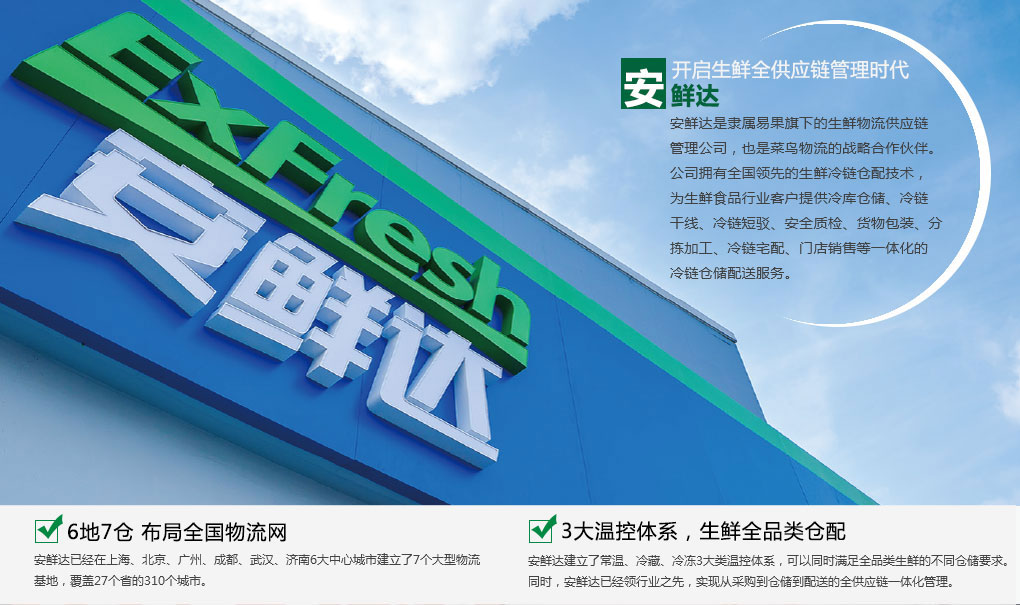 ExFresh
安鲜达
开启生鲜全供应链管理时代
安鲜达
安鲜达是隶属易果旗下的生鲜物流供应链
管理公司，也是菜鸟物流的战略合作伙伴。
公司拥有全国领先的生鲜冷链仓配技术，
为生鲜食品行业客户提供冷库仓储、冷链
干线、冷链短驳、安全质检、货物包装、分
拣加工、冷链宅配、门店销售等一体化的
冷链仓储配送服务。
6地7仓 布局全国物流网
安鲜达已经在上海、北京、广州、成都、武汉、济南6大中心城市建立了7个大型物流
基地，覆盖27个省的310个城市。
3大温控体系，生鲜全品类仓配
安鲜达建立了常温、冷藏、冷冻3大类温控体系，可以同时满足全品类生鲜的不同仓储要求。
同时，安鲜达已经领行业之先，实现从采购到仓储到配送的全供应链一体化管理。